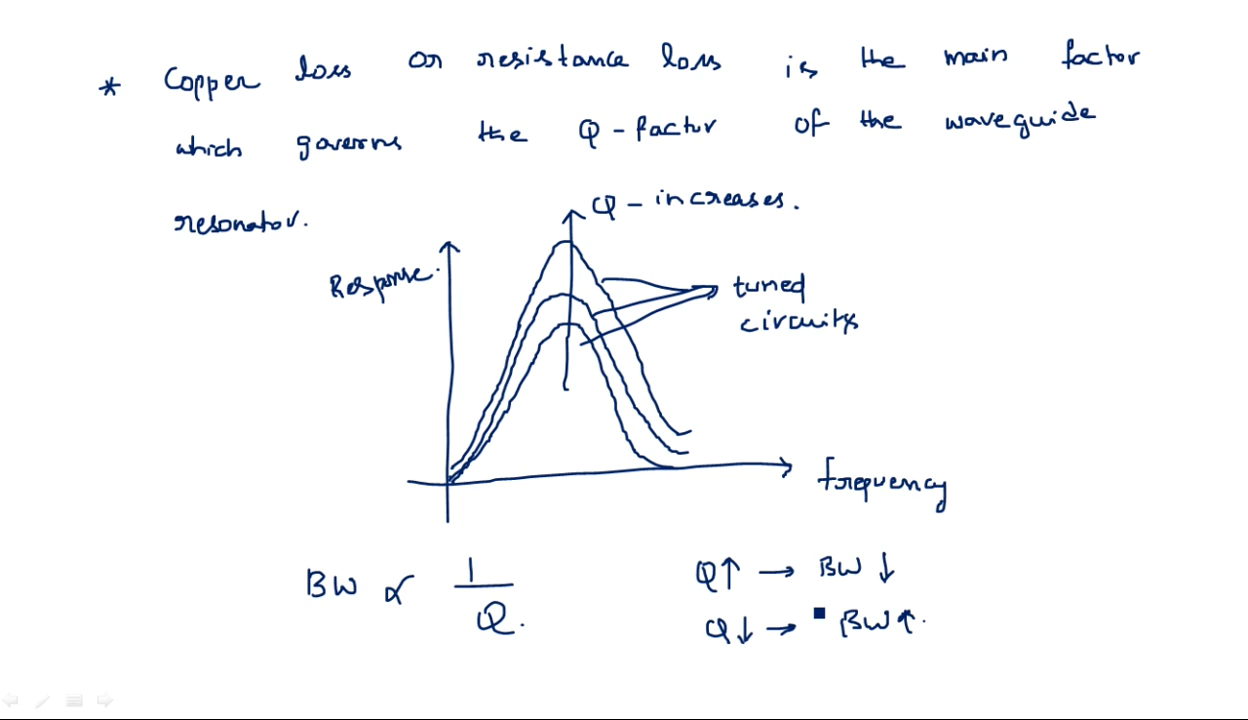 * Copper loss or resistance loss is the main factor
which governs the Q-factor of the waveguide
resonator.
Q - increases.
Response.
tuned
circuits
frequency
BW ∝ 1/Q.
Q↑ → BW ↓
Q↓ → BW↑.